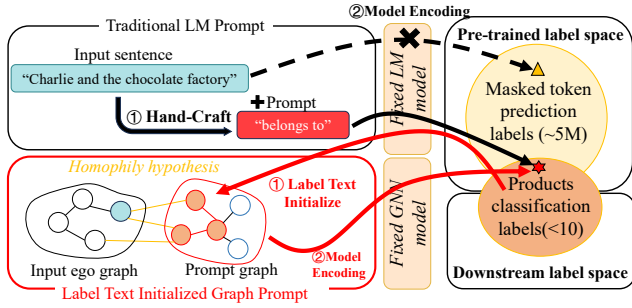 Traditional LM Prompt
②Model Encoding
Input sentence
“Charlie and the chocolate factory”
① Hand-Craft
+Prompt
“belongs to”
Fixed LM
model
Pre-trained label space
Masked token
prediction
labels (~5M)
Homophily hypothesis
① Label Text
Initialize
②Model
Encoding
Input ego graph
Prompt graph
Fixed GNN
model
Products
classification
labels(<10)
Downstream label space
Label Text Initialized Graph Prompt